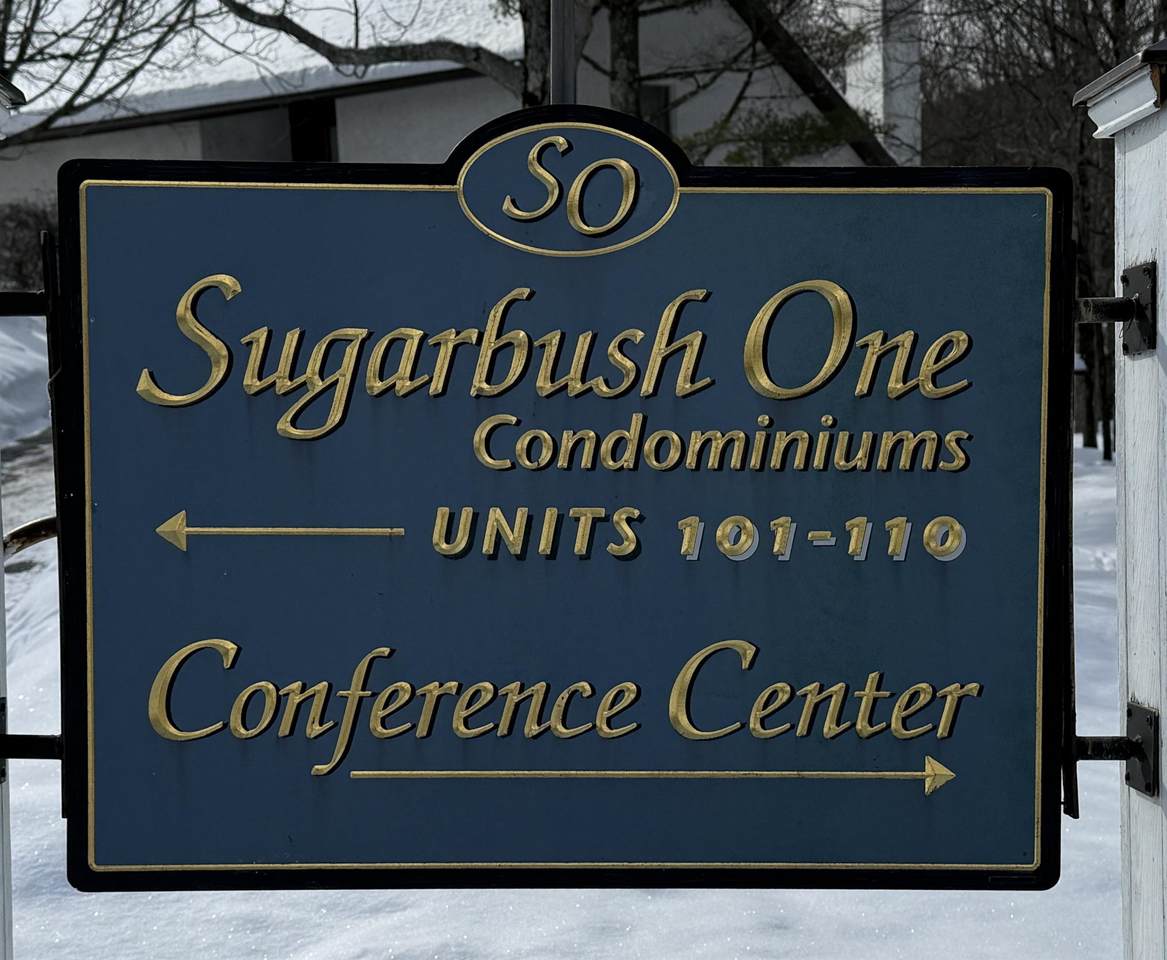 SO
Sugarbush One
Condominiums
UNITS 101-110
Conference Center